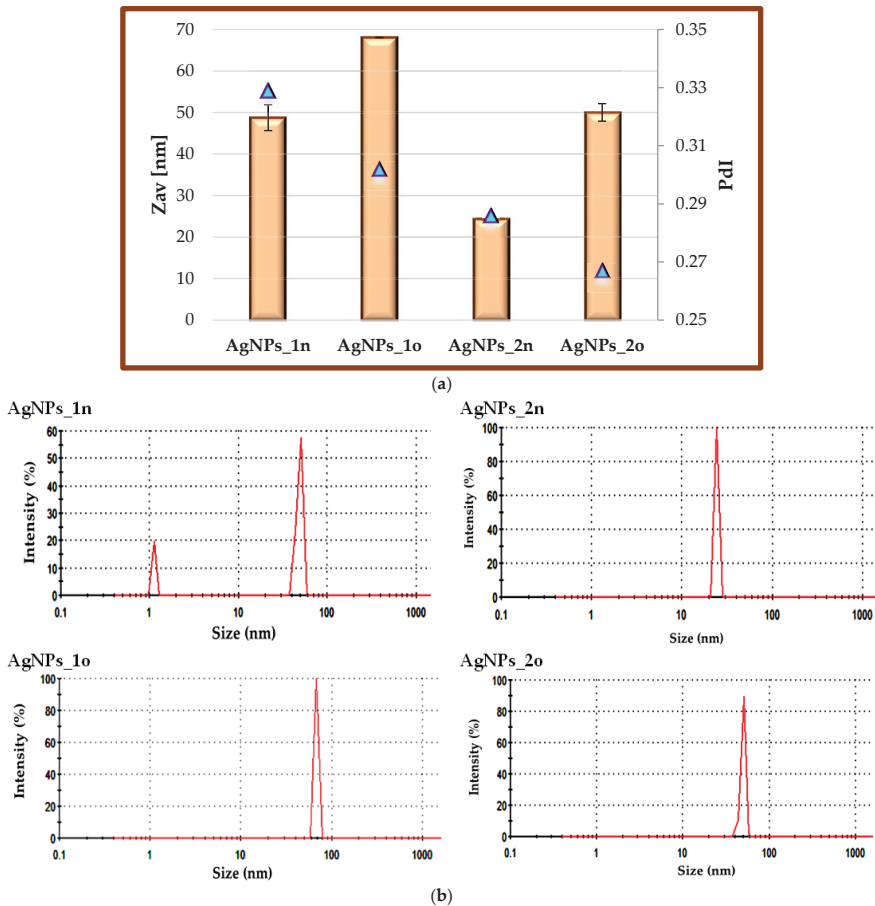 70
60
50
40
30
20
10
0
Zav [nm]
0.35
0.33
0.31
0.29
0.27
0.25
PdI
AgNPs_1n AgNPs_1o AgNPs_2n AgNPs_2o
(a)
AgNPs_1n
60
50
40
30
20
10
0
Intensity (%)
0.1 1 10 100 1000
Size (nm)
AgNPs_2n
100
80
60
40
20
0
Intensity (%)
0.1 1 10 100 1000
Size (nm)
AgNPs_1o
100
80
60
40
20
0
Intensity (%)
0.1 1 10 100 1000
Size (nm)
AgNPs_2o
100
80
60
40
20
0
Intensity (%)
0.1 1 10 100 1000
Size (nm)
(b)